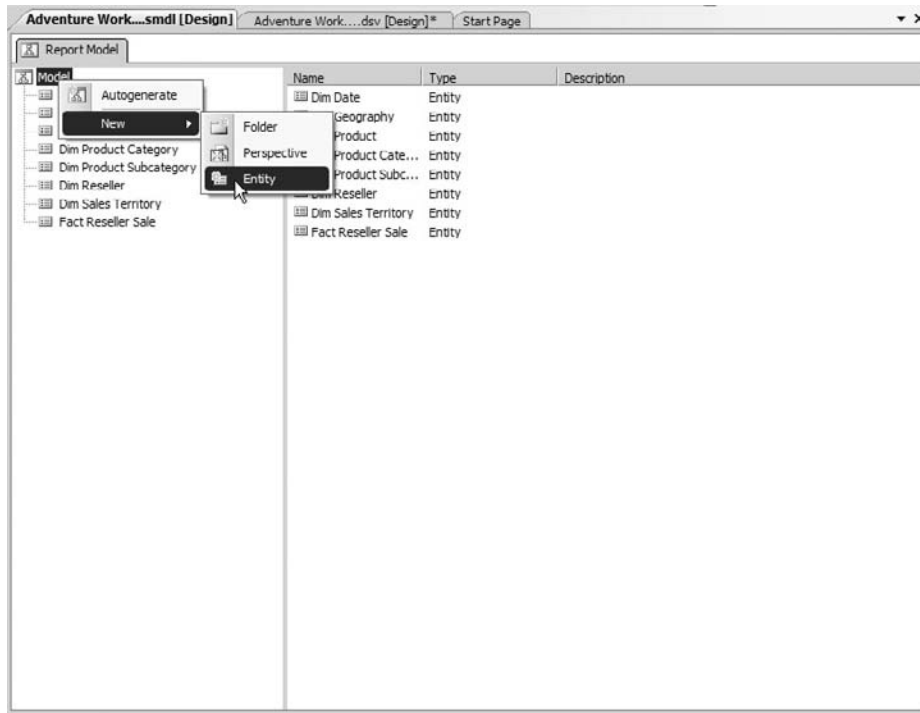 Adventure Work....smdl [Design]
Adventure Work....dsv [Design]*
Start Page
Report Model
Model
Autogenerate
New
Folder
Perspective
Entity
Dim Product Category
Dim Product Subcategory
Dim Reseller
Dim Sales Territory
Fact Reseller Sale
Name Type Description
Dim Date Entity
Geography Entity
Product Entity
Product Cate... Entity
Product Subc... Entity
Dim Reseller Entity
Dim Sales Territory Entity
Fact Reseller Sale Entity